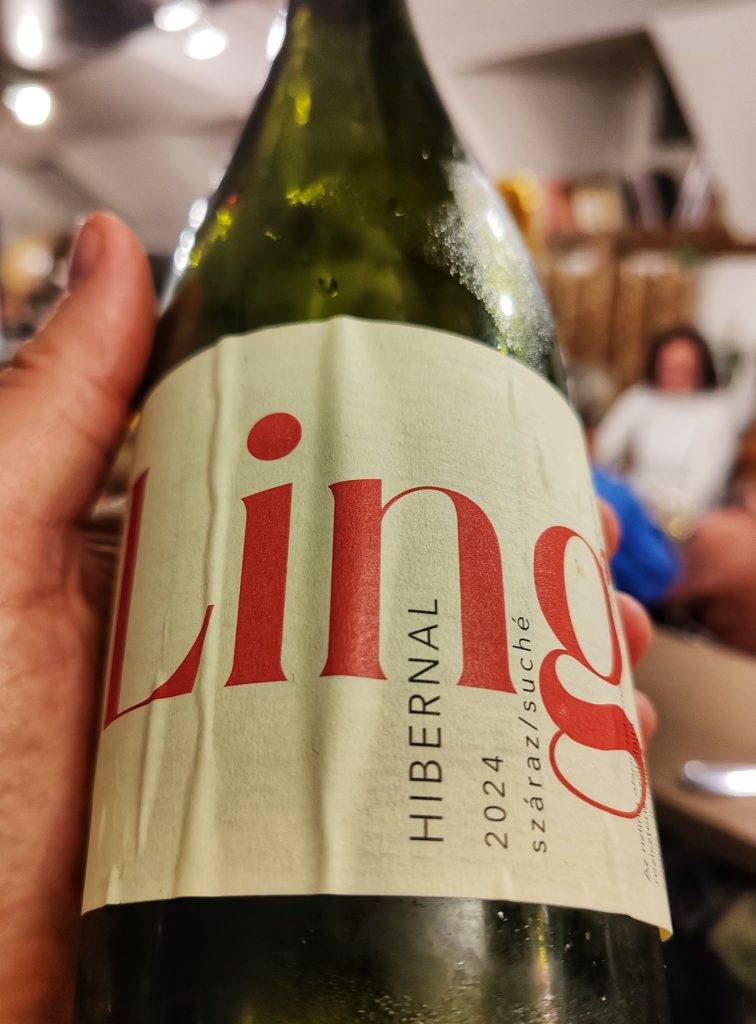 Ling
HIBERNAL
2024
száraz/suché